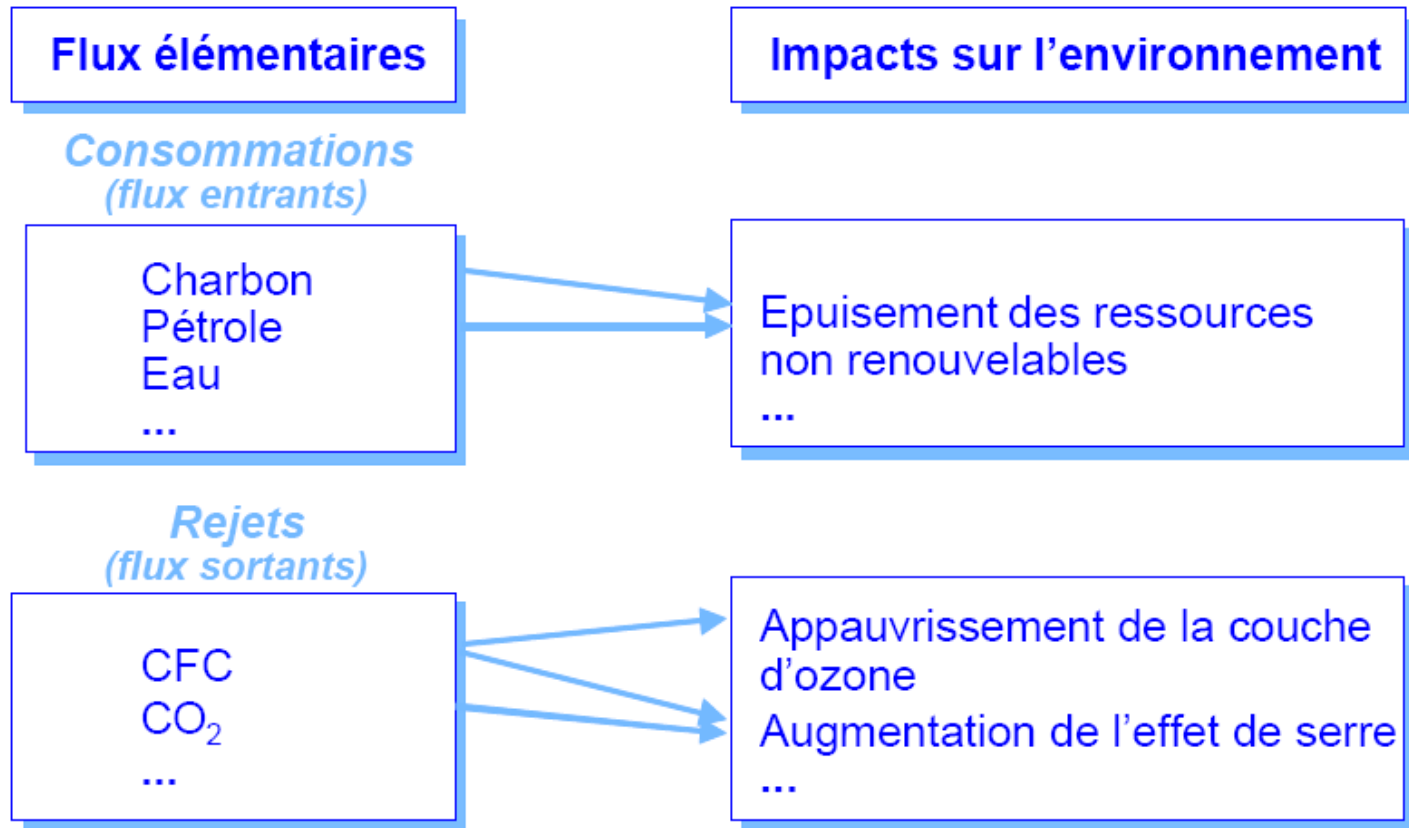 Flux élémentaires
Impacts sur l’environnement
Consommations
(flux entrants)
Charbon
Pétrole
Eau
...
Epuisement des ressources
non renouvelables
...
Rejets
(flux sortants)
CFC
CO₂
...
Appauvrissement de la couche
d’ozone
Augmentation de l’effet de serre
...